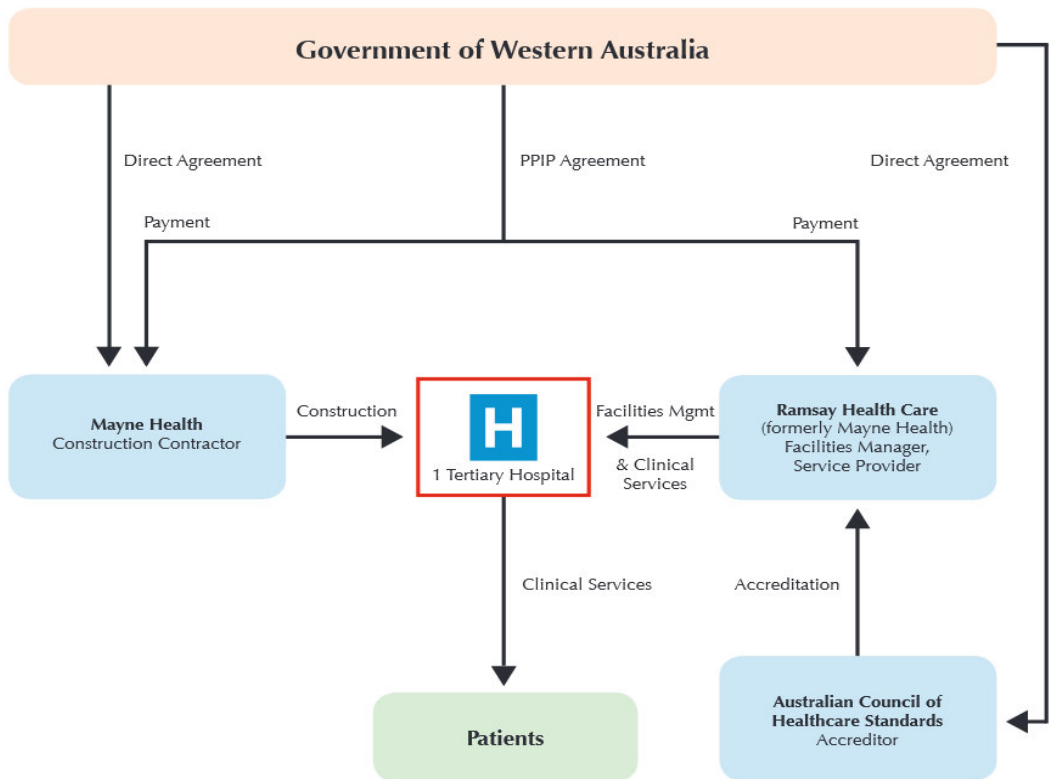 Government of Western Australia
Direct Agreement
PPIP Agreement
Direct Agreement
Payment
Payment
Mayne Health
Construction Contractor
Construction
H
1 Tertiary Hospital
Facilities Mgmt
& Clinical
Services
Ramsay Health Care
(formerly Mayne Health)
Facilities Manager,
Service Provider
Clinical Services
Accreditation
Patients
Australian Council of
Healthcare Standards
Accreditor